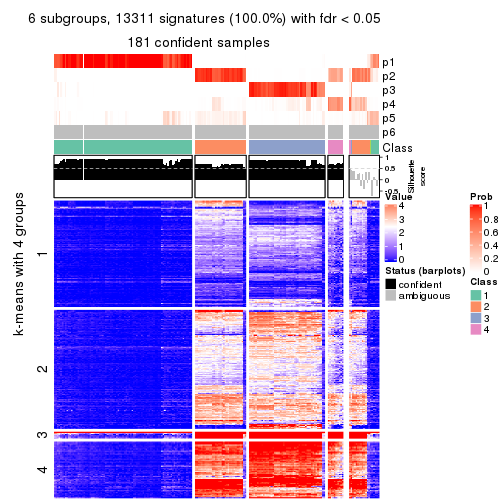 6 subgroups, 13311 signatures (100.0%) with fdr < 0.05
181 confident samples
p1
p2
p3
p4
p5
p6
Class
1
0.5
0
-0.5
Silhouette
score
k-means with 4 groups
1
2
3
4
Value
4
3
2
1
0
Status (barplots)
confident
ambiguous
Prob
1
0.8
0.6
0.4
0.2
0
Class
1
2
3
4